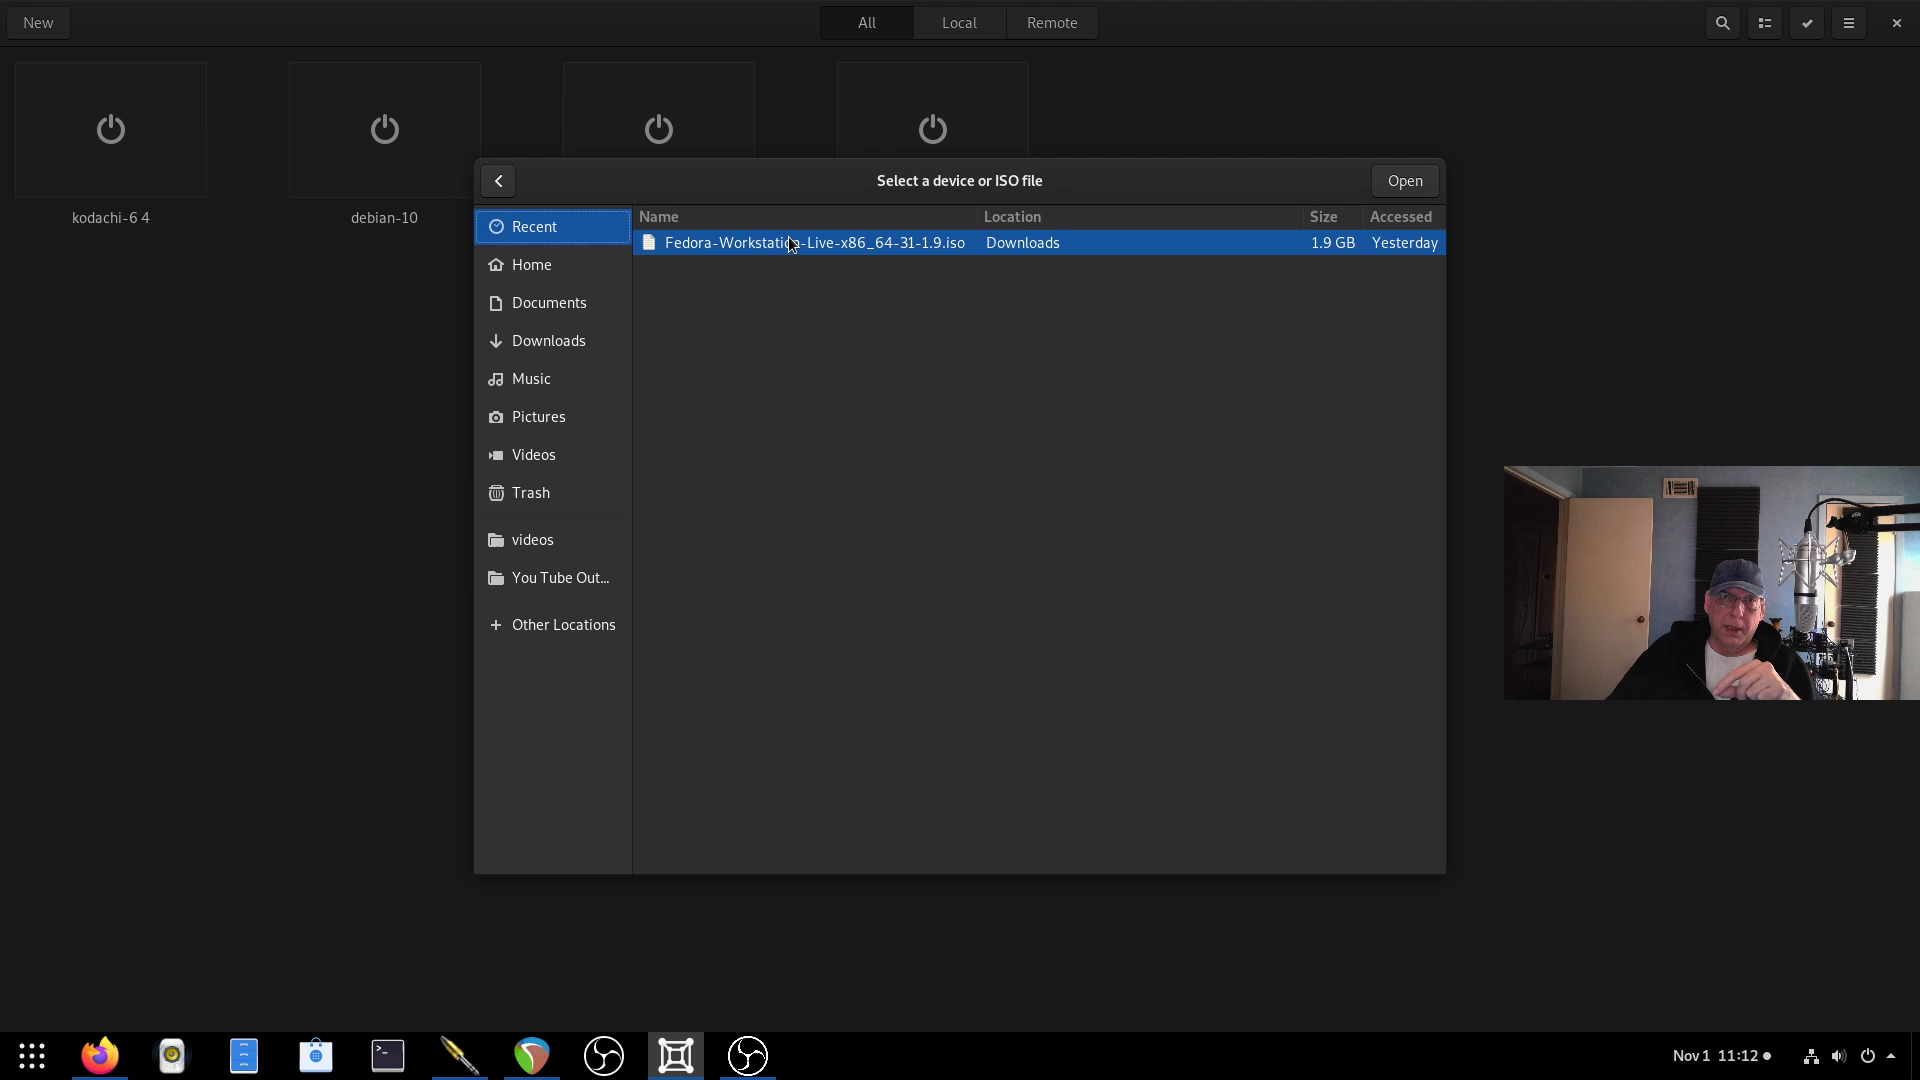 New
All
Local
Remote
kodachi-6 4
debian-10
Select a device or ISO file
Open
Recent
Home
Documents
Downloads
Music
Pictures
Videos
Trash
videos
You Tube Out...
Other Locations
Name Location Size Accessed
Fedora-Workstation-Live-x86_64-31-1.9.iso Downloads 1.9 GB Yesterday
Nov 1 11:12